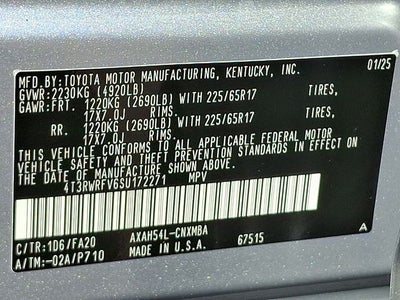 MFD.BY:TOYOTA MOTOR MANUFACTURING, KENTUCKY, INC. 01/25
GVWR:2230KG (4920LB)
GAWR:FRT. 1220KG (2690LB) WITH 225/65R17 TIRES,
17X7.0J RIMS.
RR. 1220KG (2690LB) WITH 225/65R17 TIRES,
17X7.0J RIMS.
THIS VEHICLE CONFORMS TO ALL APPLICABLE FEDERAL MOTOR
VEHICLE SAFETY AND THEFT PREVENTION STANDARDS IN EFFECT ON
THE DATE OF MANUFACTURE SHOWN ABOVE.
4T3RWRFV6SU172271 MPV
C/TR:1D6/FA20 AXAH54L-CNXMBA A
A/TM:-02A/P710 MADE IN U.S.A. 67515